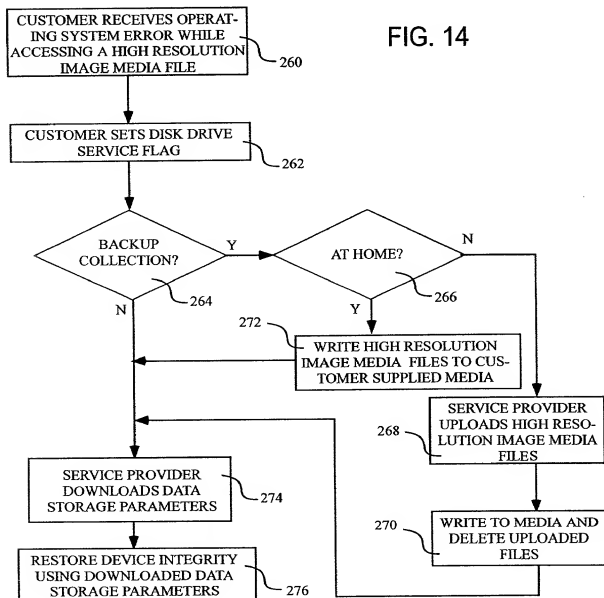 FIG. 14
CUSTOMER RECEIVES OPERAT-
ING SYSTEM ERROR WHILE
ACCESSING A HIGH RESOLUTION
IMAGE MEDIA FILE
260
CUSTOMER SETS DISK DRIVE
SERVICE FLAG
262
BACKUP
COLLECTION?
264
Y
N
AT HOME?
266
N
Y
272
WRITE HIGH RESOLUTION
IMAGE MEDIA FILES TO CUS-
TOMER SUPPLIED MEDIA
SERVICE PROVIDER
UPLOADS HIGH RESO-
LUTION IMAGE MEDIA
FILES
268
SERVICE PROVIDER
DOWNLOADS DATA
STORAGE PARAMETERS
274
WRITE TO MEDIA AND
DELETE UPLOADED
FILES
270
RESTORE DEVICE INTEGRITY
USING DOWNLOADED DATA
STORAGE PARAMETERS
276